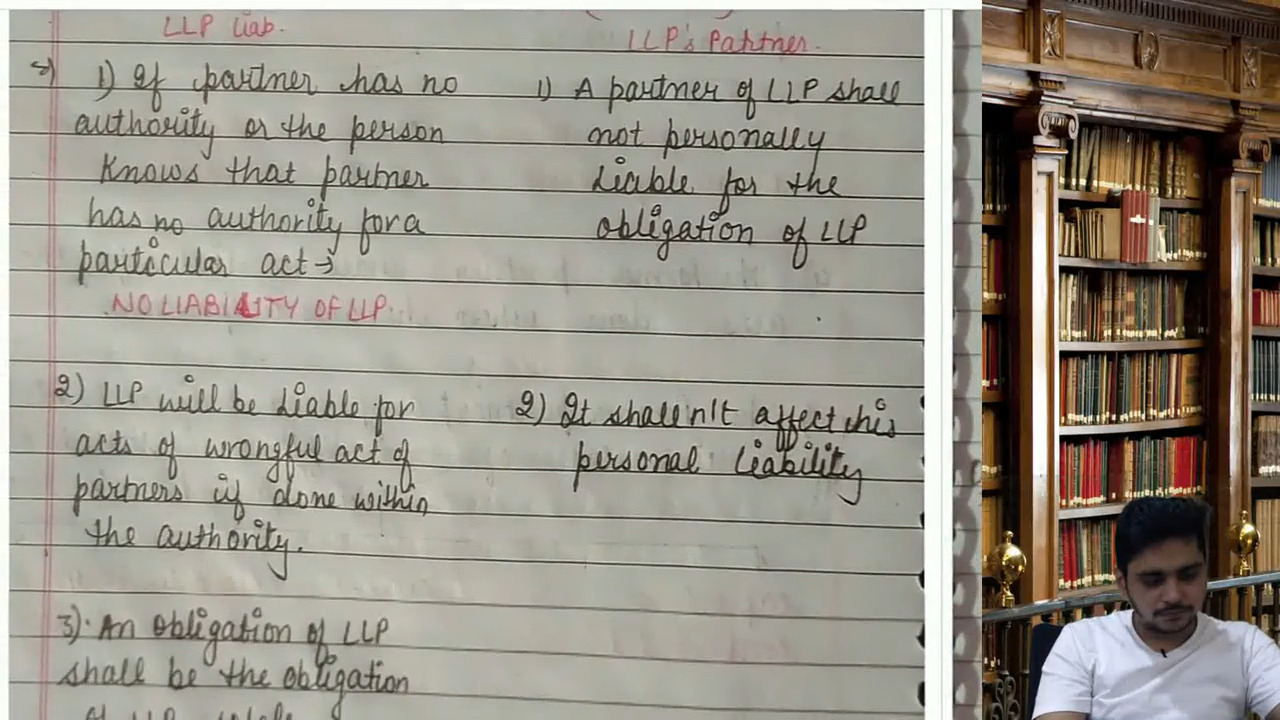 LLP Liab.
1) If partner has no
authority or the person
Knows that partner
has no authority for a
particular act→
NO LIABILITY OF LLP.
2) LLP will be liable for
acts of wrongful act of
partners if done within
the authority.
3). An obligation of LLP
shall be the obligation
LLP's Partner.
1) A partner of LLP shall
not personally
liable for the
obligation of LLP
2) It shall n't affect his
personal liability